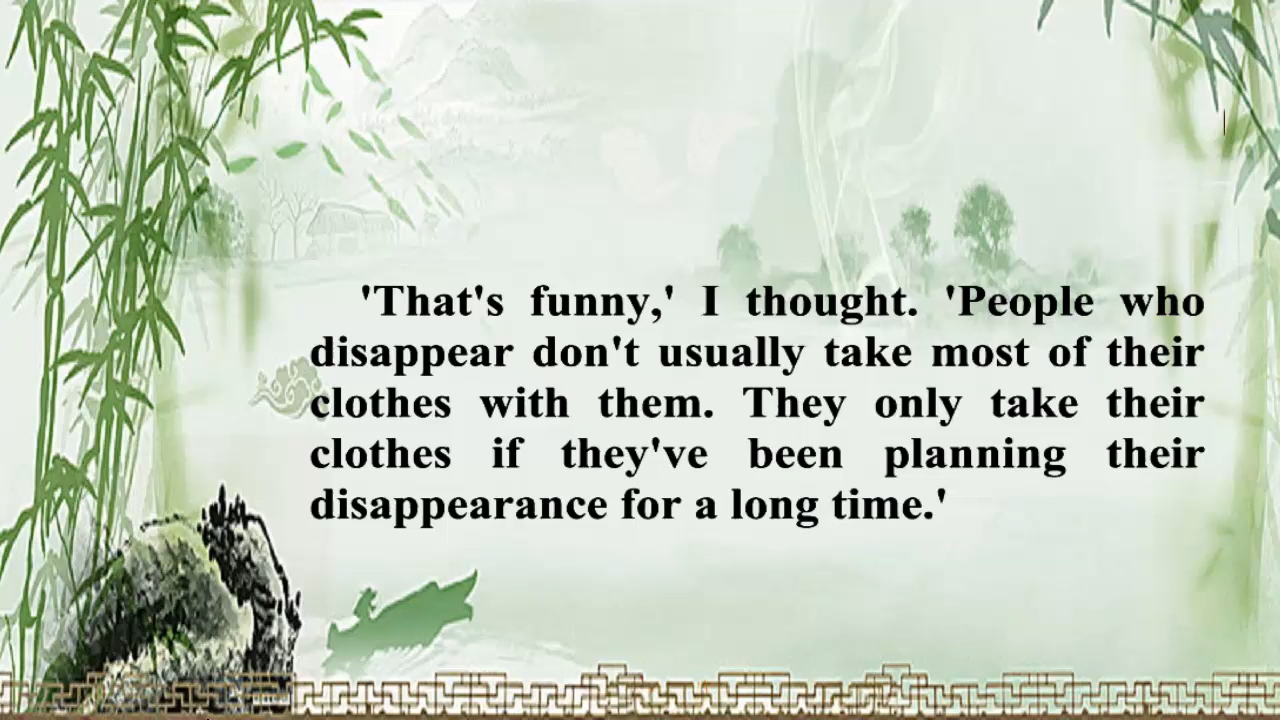 'That's funny,' I thought. 'People who
disappear don't usually take most of their
clothes with them. They only take their
clothes if they've been planning their
disappearance for a long time.'